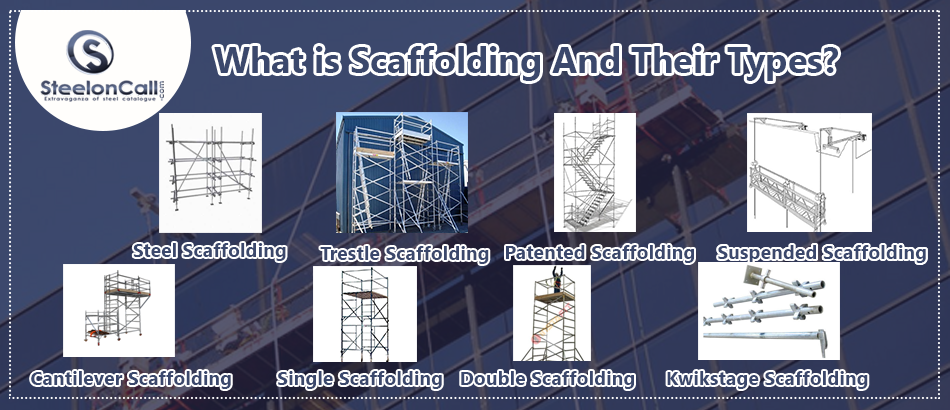 What is Scaffolding And Their Types?
S
SteelonCall.com
Extravagansa of steel catalogue
Steel Scaffolding
Trestle Scaffolding
Patented Scaffolding
Suspended Scaffolding
Cantilever Scaffolding
Single Scaffolding
Double Scaffolding
Kwikstage Scaffolding